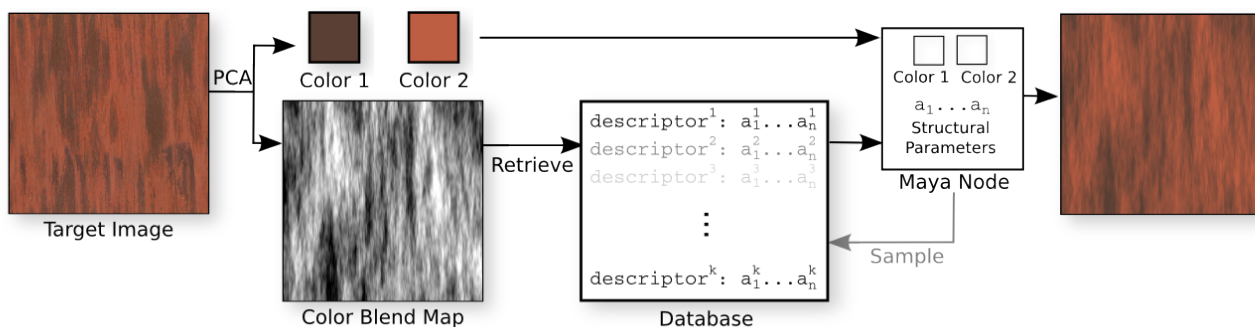 PCA
Color 1
Color 2
Target Image
Color Blend Map
Retrieve
descriptor¹: a₁¹...aₙ¹
descriptor²: a₁²...aₙ²
descriptor³: a₁³...aₙ³
⋮
descriptorᵏ: a₁ᵏ...aₙᵏ
Database
Color 1 Color 2
a₁...aₙ
Structural
Parameters
Maya Node
Sample